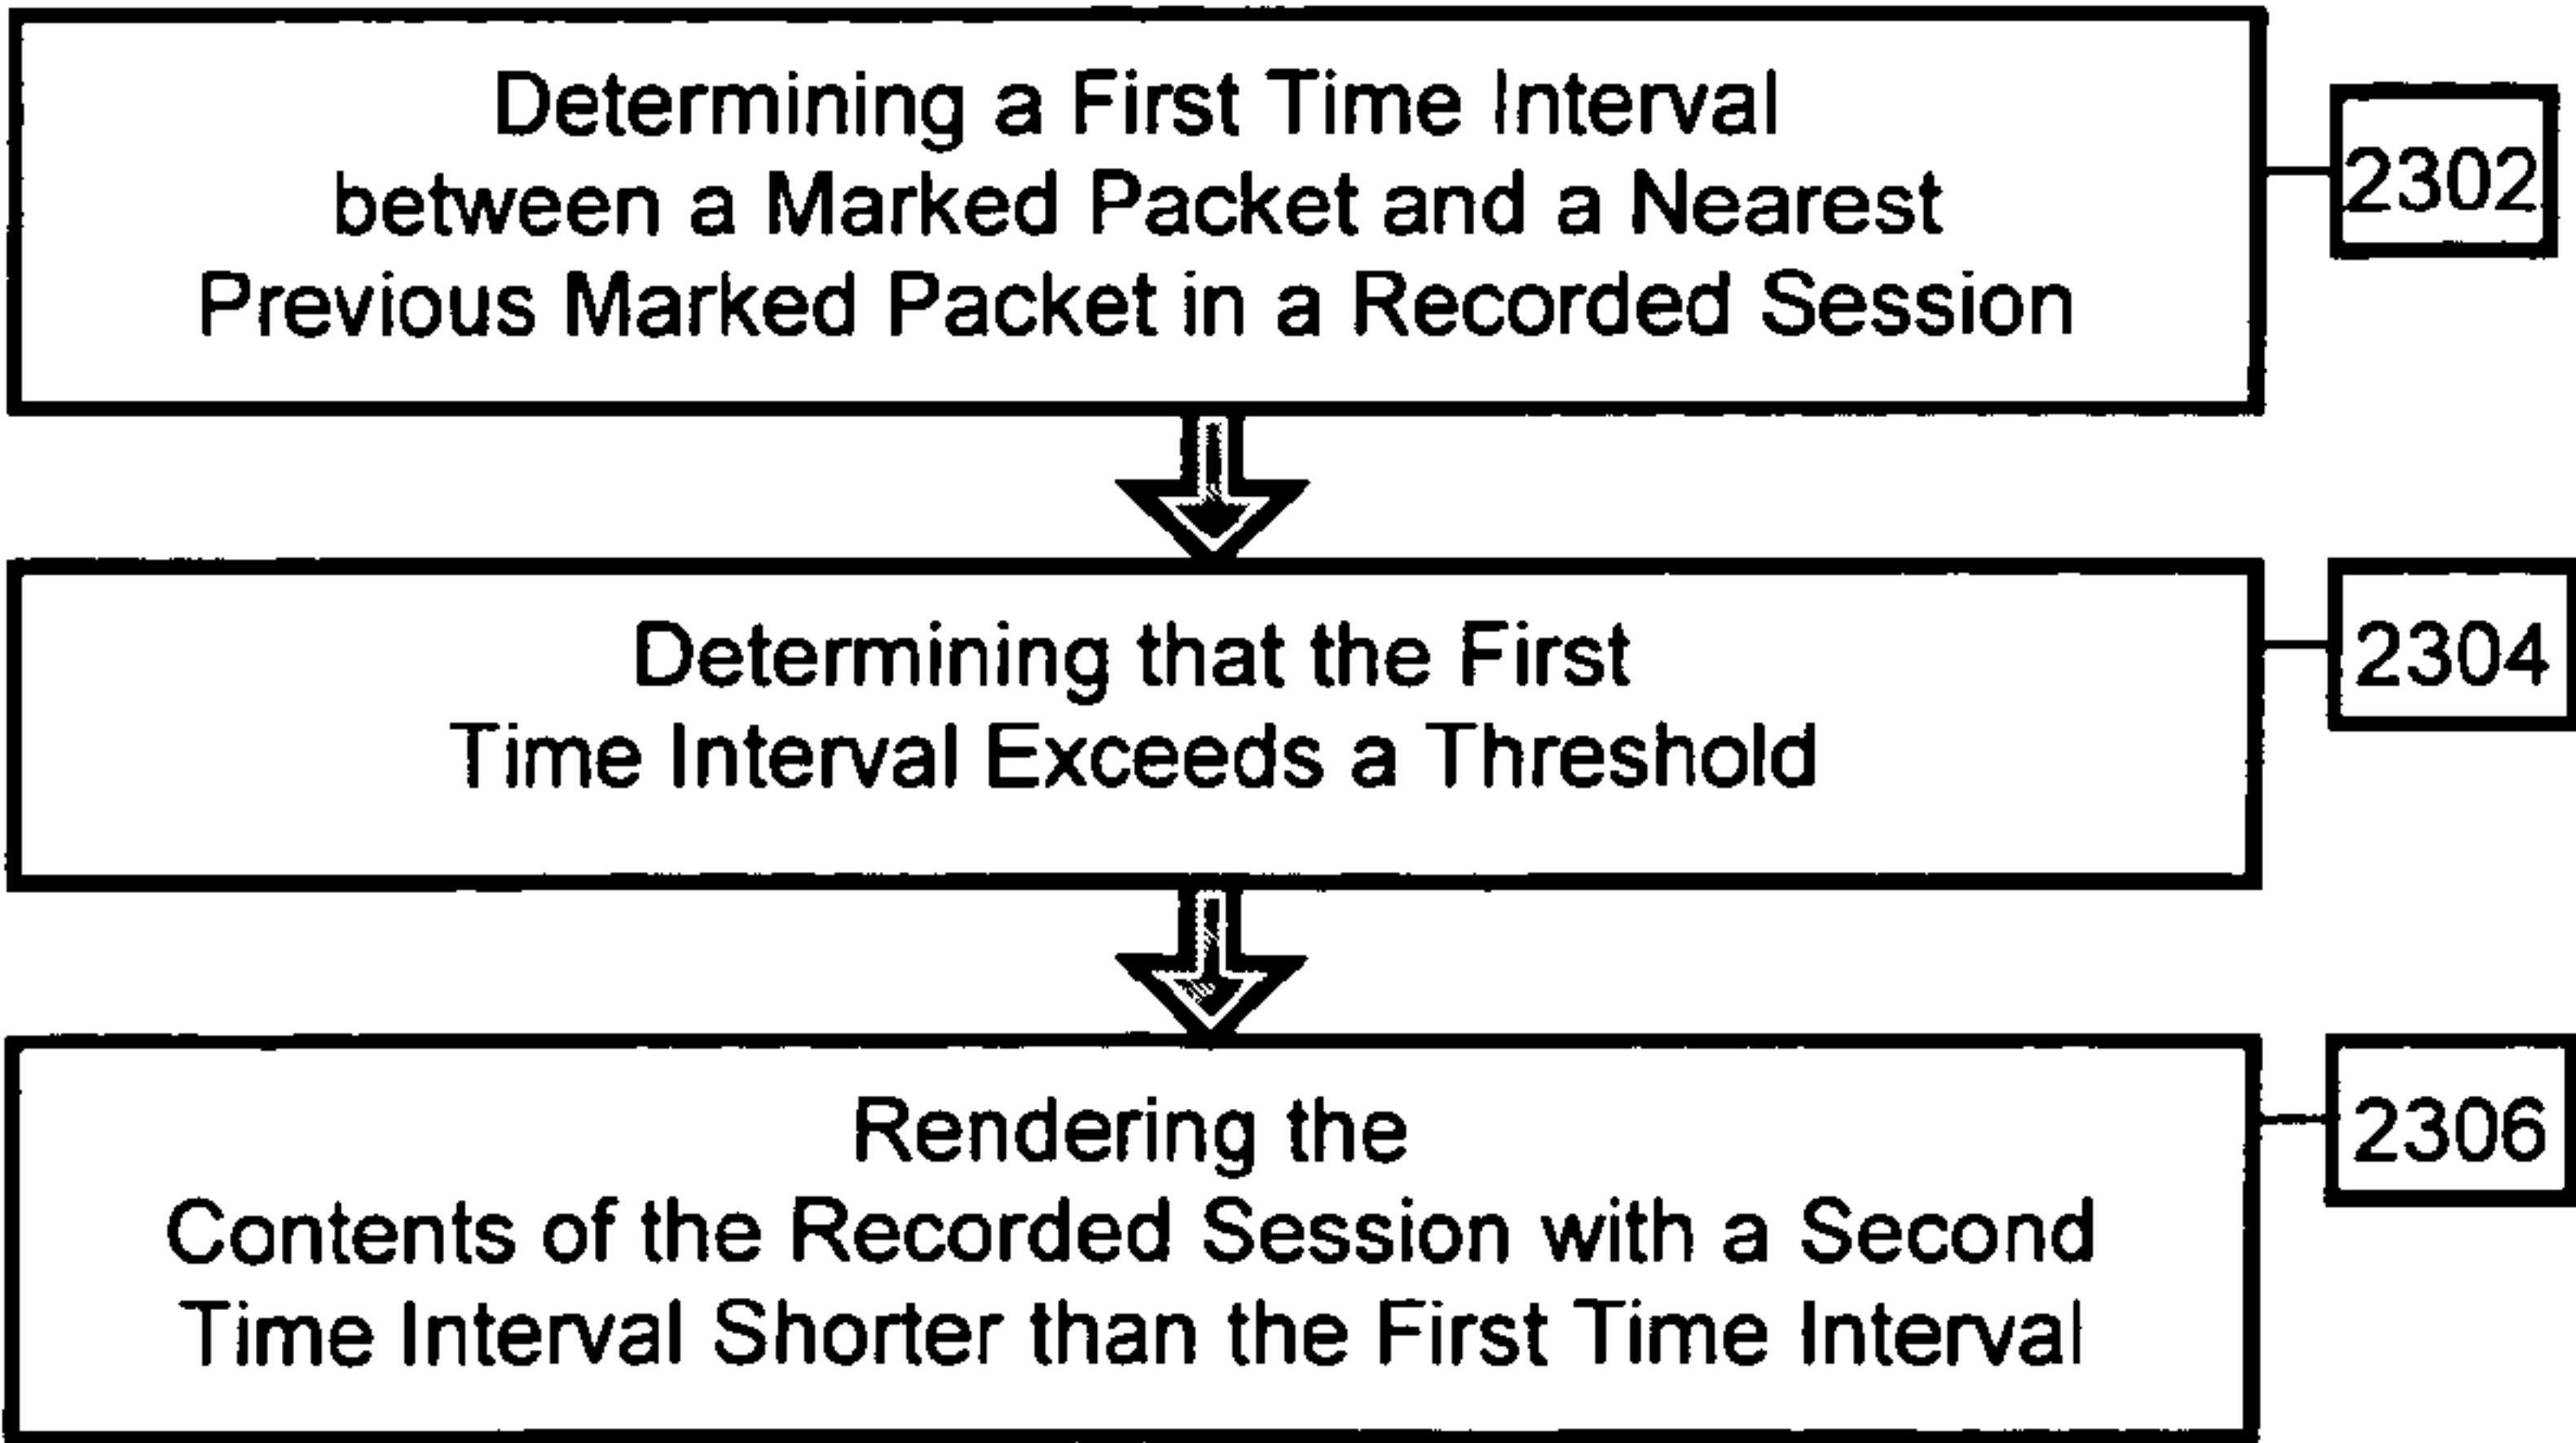 Determining a First Time Interval
between a Marked Packet and a Nearest
Previous Marked Packet in a Recorded Session
2302
Determining that the First
Time Interval Exceeds a Threshold
2304
Rendering the
Contents of the Recorded Session with a Second
Time Interval Shorter than the First Time Interval
2306